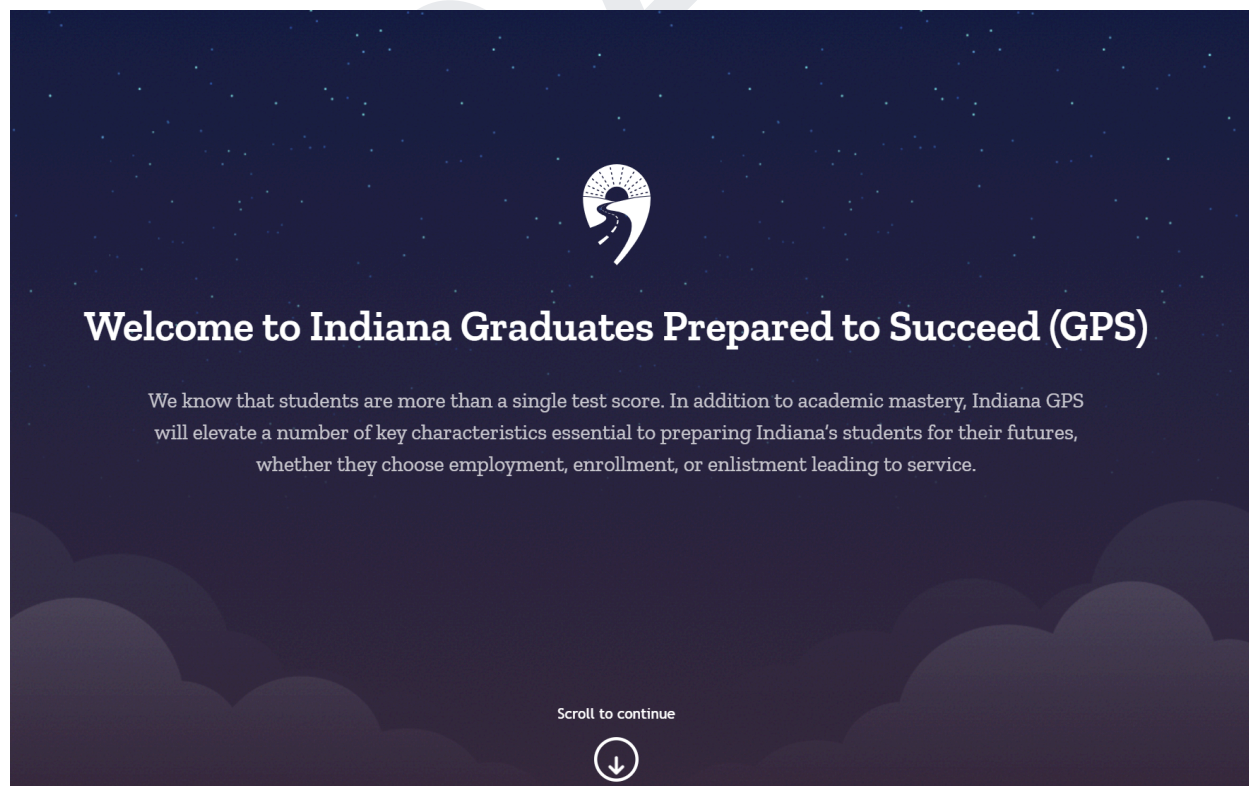 Welcome to Indiana Graduates Prepared to Succeed (GPS)
We know that students are more than a single test score. In addition to academic mastery, Indiana GPS
will elevate a number of key characteristics essential to preparing Indiana’s students for their futures,
whether they choose employment, enrollment, or enlistment leading to service.
Scroll to continue